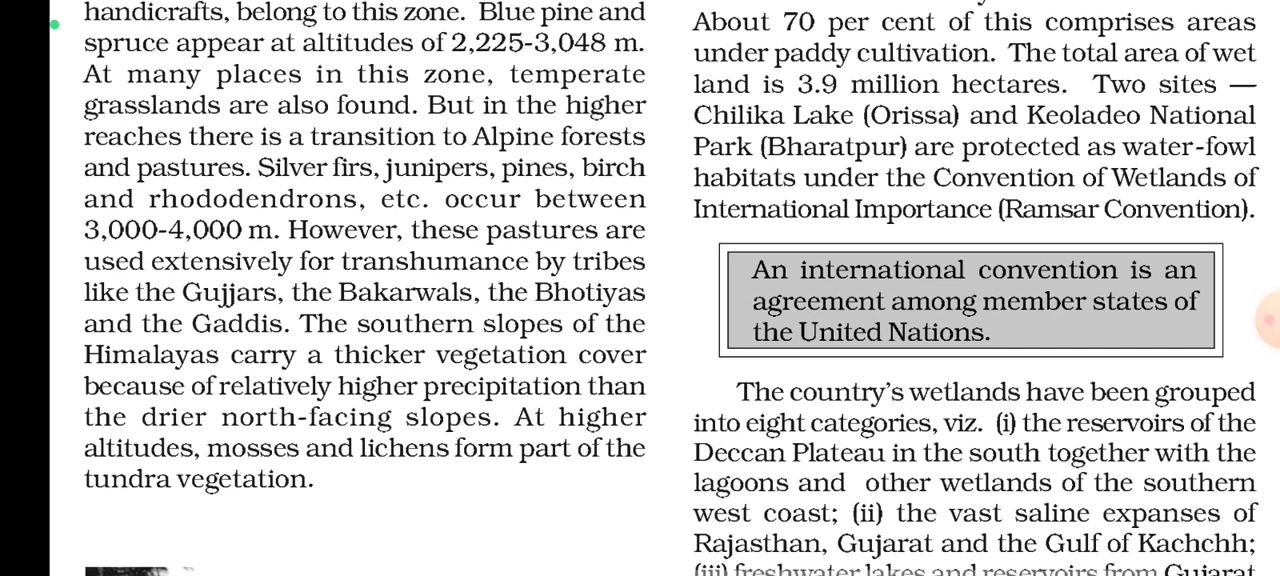 handicrafts, belong to this zone. Blue pine and
spruce appear at altitudes of 2,225-3,048 m.
At many places in this zone, temperate
grasslands are also found. But in the higher
reaches there is a transition to Alpine forests
and pastures. Silver firs, junipers, pines, birch
and rhododendrons, etc. occur between
3,000-4,000 m. However, these pastures are
used extensively for transhumance by tribes
like the Gujjars, the Bakarwals, the Bhotiyas
and the Gaddis. The southern slopes of the
Himalayas carry a thicker vegetation cover
because of relatively higher precipitation than
the drier north-facing slopes. At higher
altitudes, mosses and lichens form part of the
tundra vegetation.
About 70 per cent of this comprises areas
under paddy cultivation. The total area of wet
land is 3.9 million hectares. Two sites —
Chilika Lake (Orissa) and Keoladeo National
Park (Bharatpur) are protected as water-fowl
habitats under the Convention of Wetlands of
International Importance (Ramsar Convention).
An international convention is an
agreement among member states of
the United Nations.
The country's wetlands have been grouped
into eight categories, viz. (i) the reservoirs of the
Deccan Plateau in the south together with the
lagoons and other wetlands of the southern
west coast; (ii) the vast saline expanses of
Rajasthan, Gujarat and the Gulf of Kachchh;
(iii) freshwater lakes and reservoirs from Gujarat